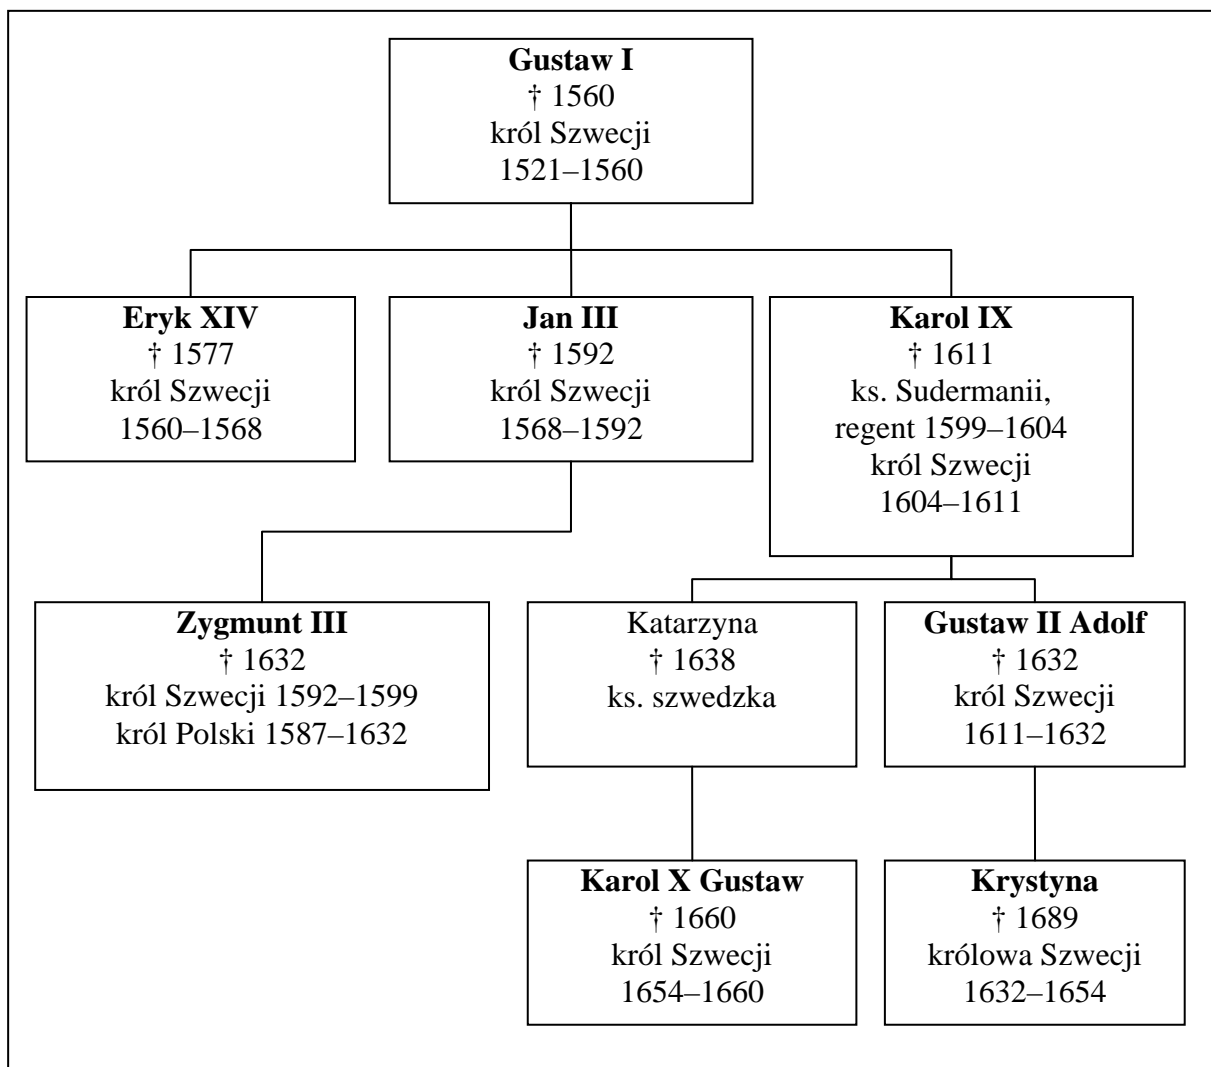 Gustaw I
† 1560
król Szwecji
1521–1560
Eryk XIV
† 1577
król Szwecji
1560–1568
Jan III
† 1592
król Szwecji
1568–1592
Karol IX
† 1611
ks. Sudermanii,
regent 1599–1604
król Szwecji
1604–1611
Zygmunt III
† 1632
król Szwecji 1592–1599
król Polski 1587–1632
Katarzyna
† 1638
ks. szwedzka
Gustaw II Adolf
† 1632
król Szwecji
1611–1632
Karol X Gustaw
† 1660
król Szwecji
1654–1660
Krystyna
† 1689
królowa Szwecji
1632–1654